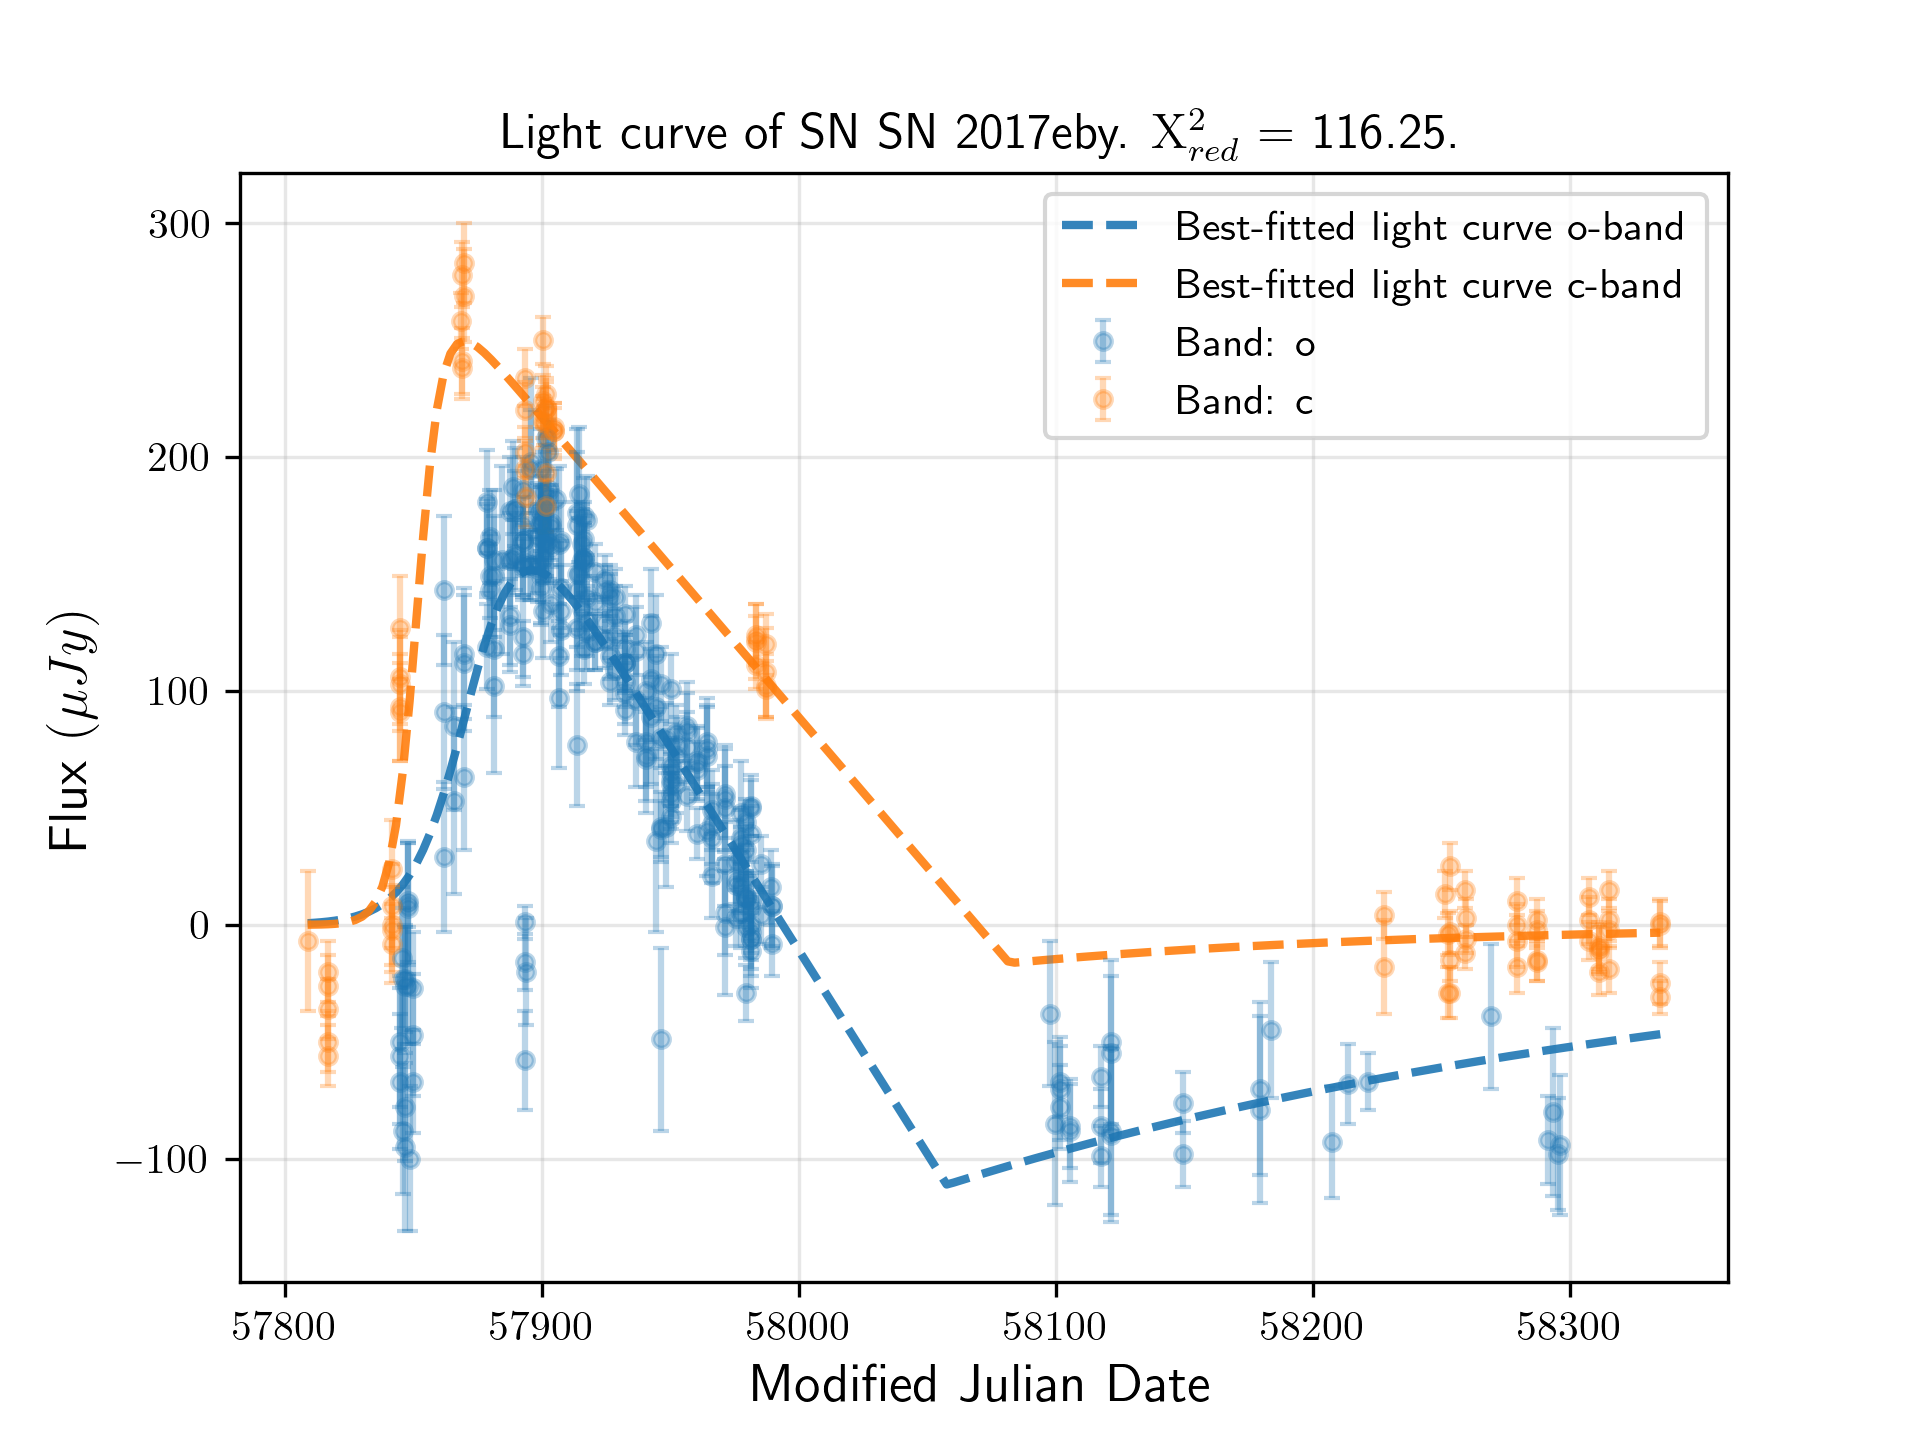 Light curve of SN SN 2017eby. X²_red = 116.25.
Best-fitted light curve o-band
Best-fitted light curve c-band
Band: o
Band: c
300
200
100
0
−100
Flux (μJy)
57800 57900 58000 58100 58200 58300
Modified Julian Date